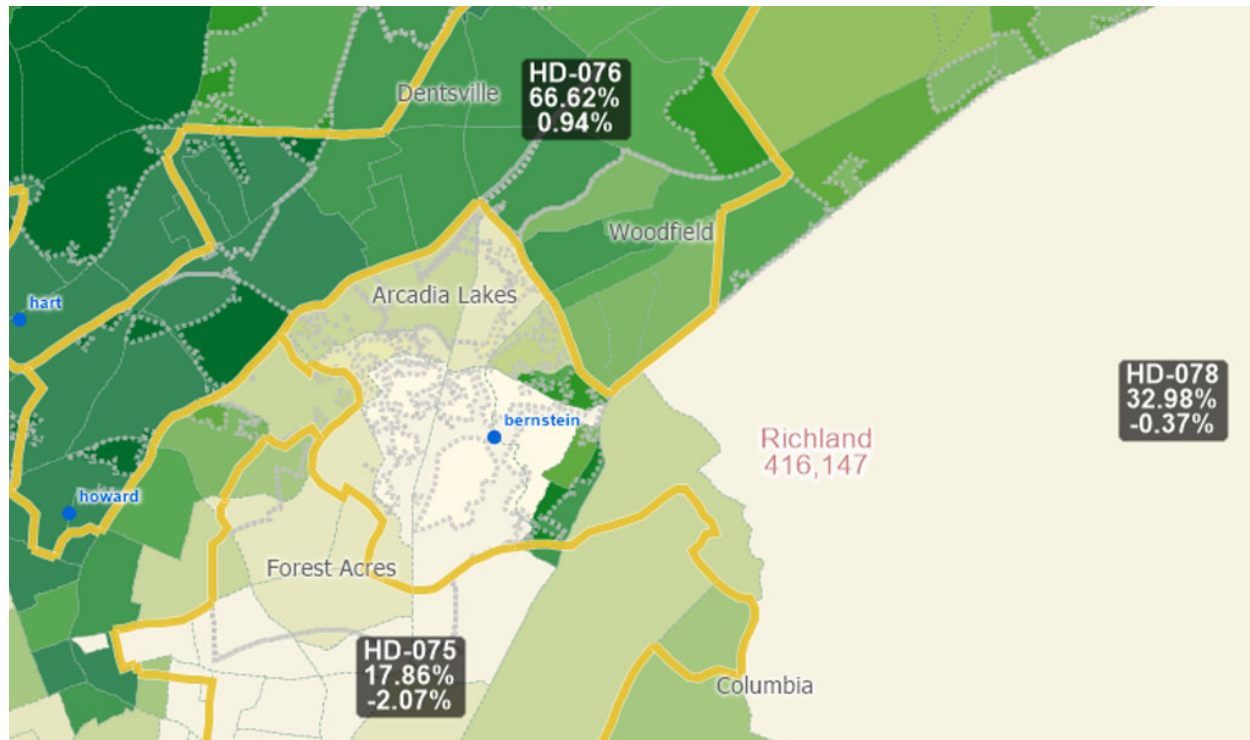 HD-076
66.62%
0.94%
Dentsville
Woodfield
Arcadia Lakes
hart
HD-078
32.98%
-0.37%
bernstein
Richland
416,147
howard
Forest Acres
HD-075
17.86%
-2.07%
Columbia